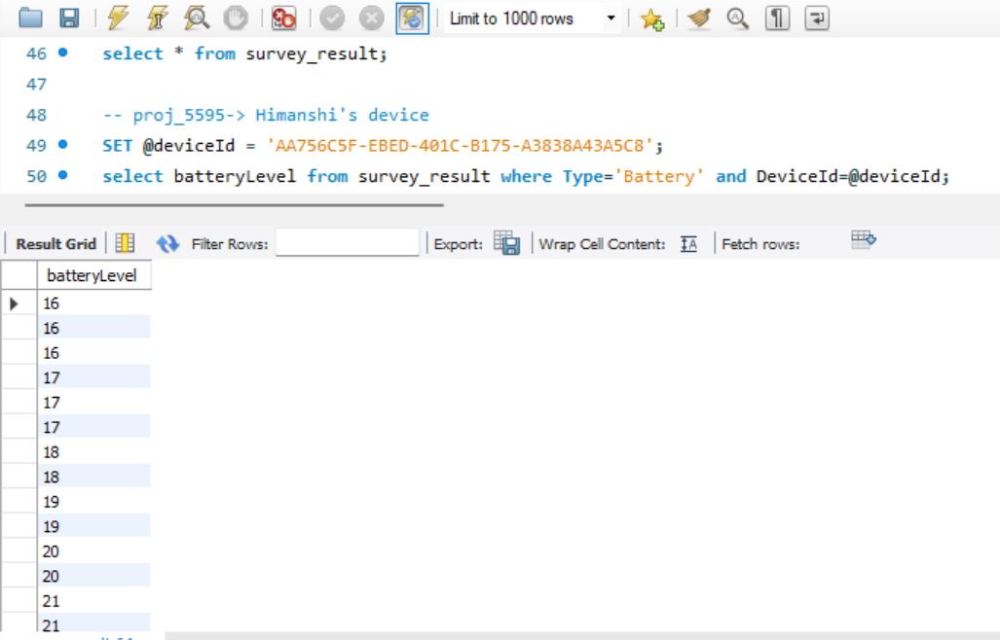 Limit to 1000 rows
46 select * from survey_result;
47
48 -- proj_5595-> Himanshi's device
49 SET @deviceId = 'AA756C5F-EBED-401C-B175-A3838A43A5C8';
50 select batteryLevel from survey_result where Type='Battery' and DeviceId=@deviceId;
Result Grid Filter Rows: Export: Wrap Cell Content: Fetch rows:
batteryLevel
16
16
16
17
17
17
18
18
19
19
20
20
21
21